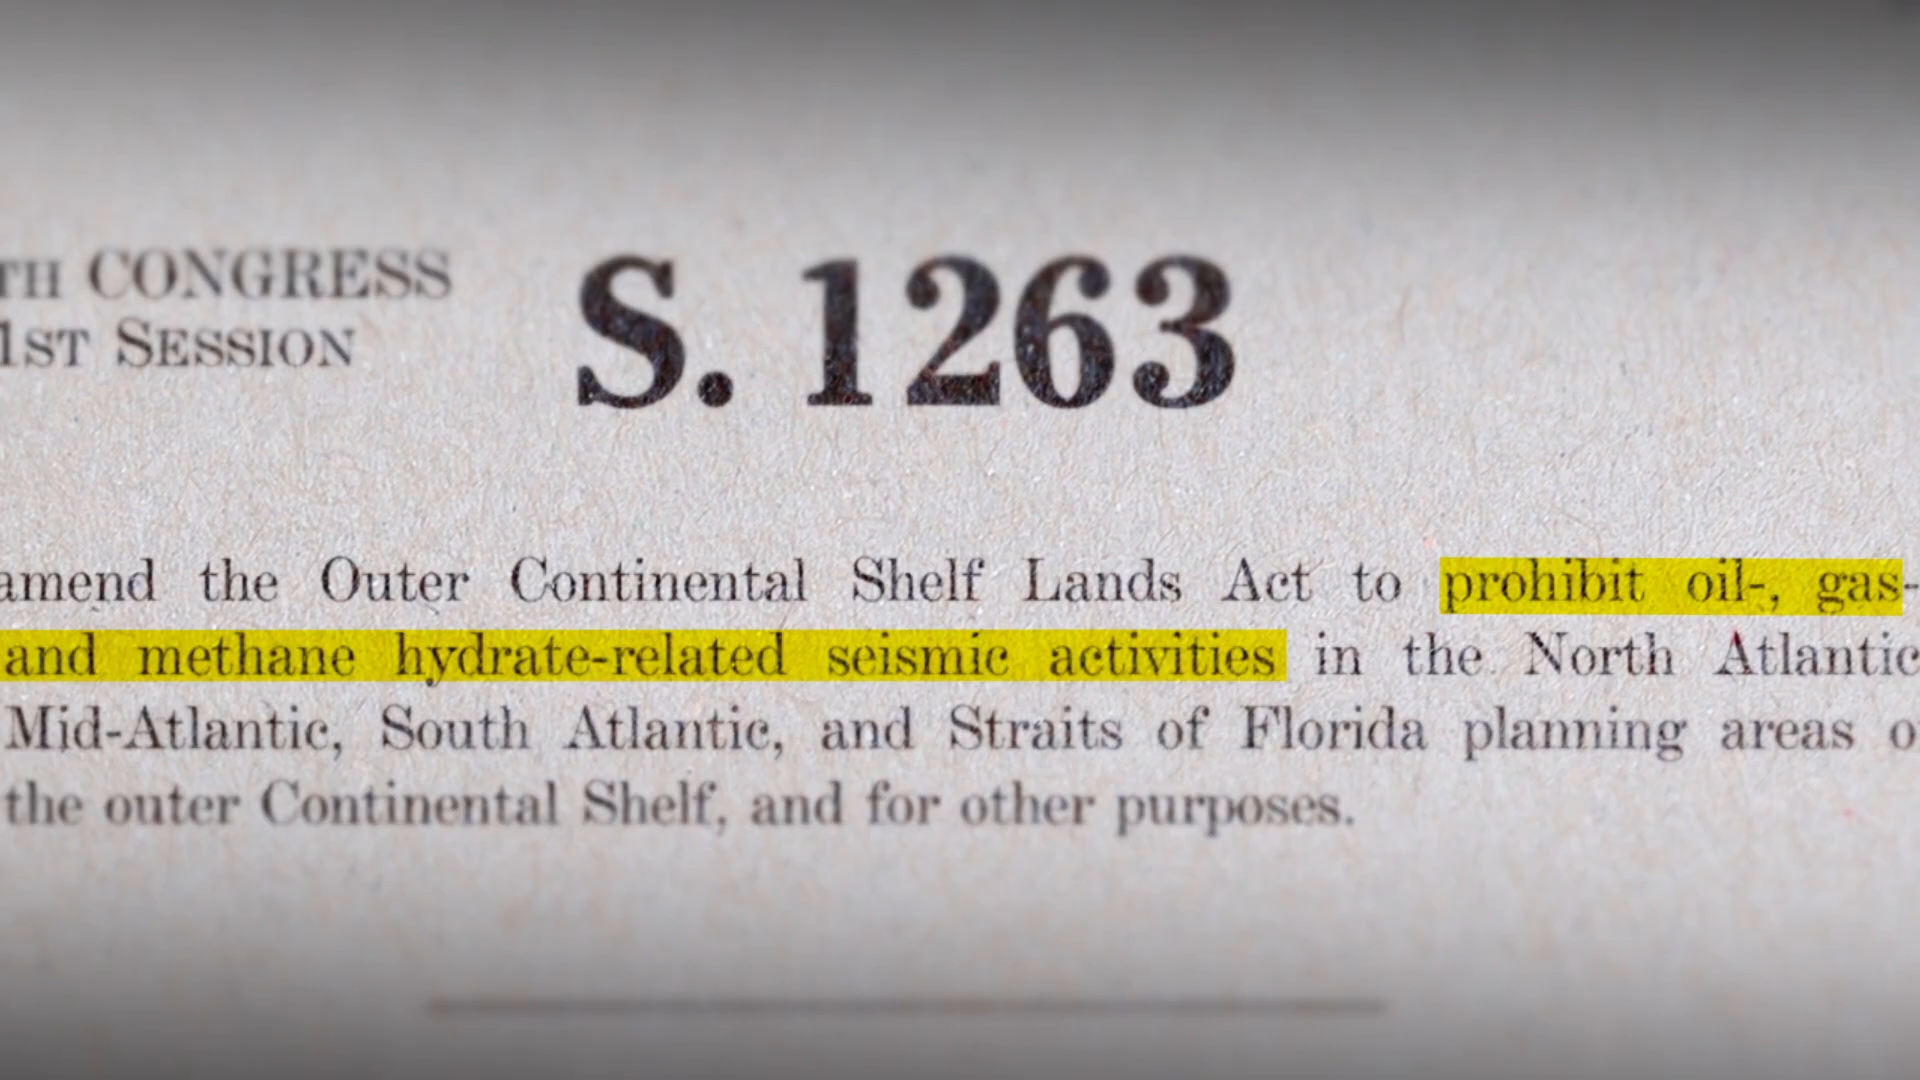 TH CONGRESS
1ST SESSION
S. 1263
amend the Outer Continental Shelf Lands Act to prohibit oil-, gas-
and methane hydrate-related seismic activities in the North Atlantic
Mid-Atlantic, South Atlantic, and Straits of Florida planning areas o
the outer Continental Shelf, and for other purposes.